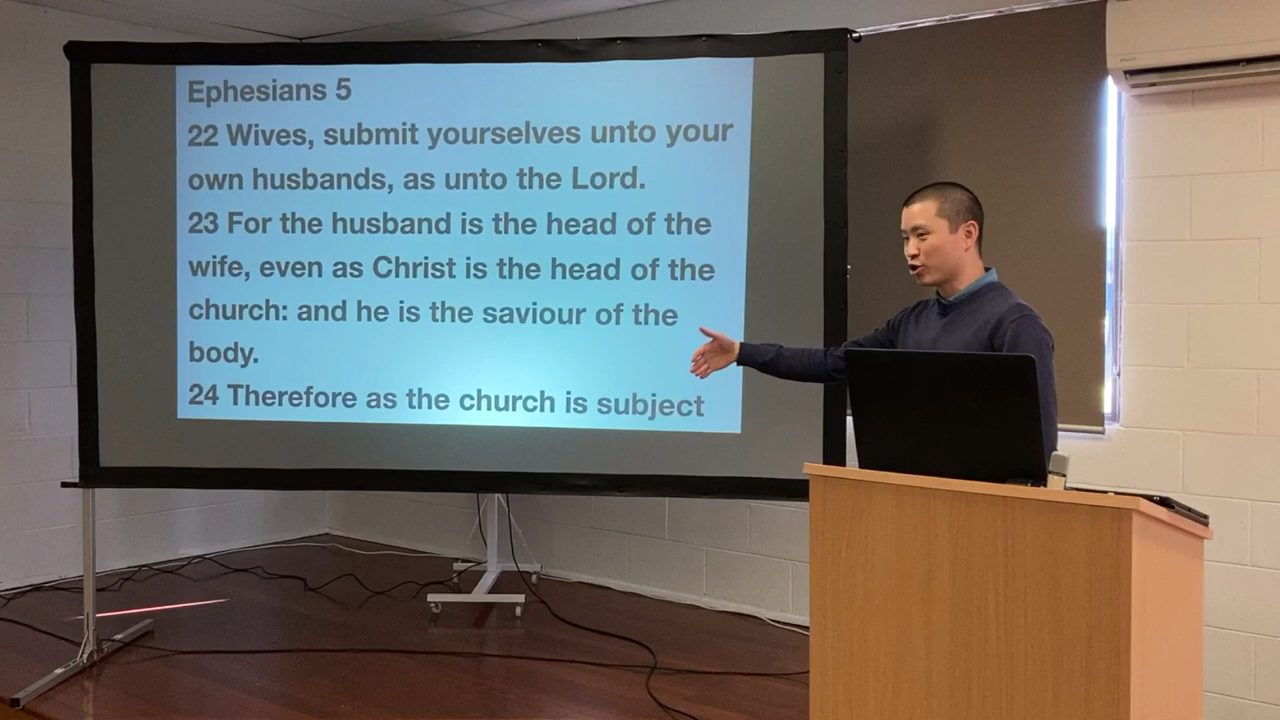 Ephesians 5
22 Wives, submit yourselves unto your
own husbands, as unto the Lord.
23 For the husband is the head of the
wife, even as Christ is the head of the
church: and he is the saviour of the
body.
24 Therefore as the church is subject